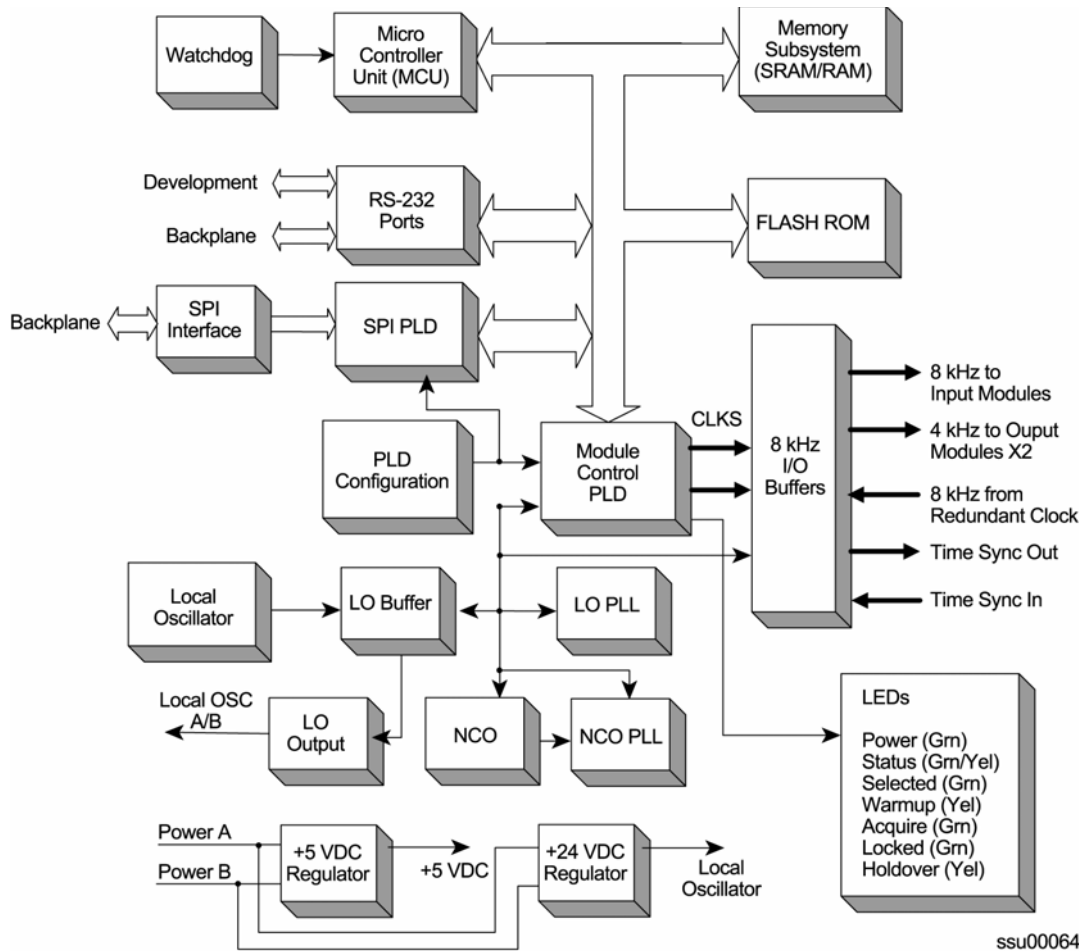 Watchdog
Micro
Controller
Unit (MCU)
Memory
Subsystem
(SRAM/RAM)
Development
Backplane
RS-232
Ports
FLASH ROM
Backplane
SPI
Interface
SPI PLD
PLD
Configuration
Module
Control
PLD
CLKS
8 kHz
I/O
Buffers
8 kHz to
Input Modules
4 kHz to Ouput
Modules X2
8 kHz from
Redundant Clock
Time Sync Out
Time Sync In
Local
Oscillator
LO Buffer
LO PLL
Local OSC
A/B
LO
Output
NCO
NCO PLL
LEDs
Power (Grn)
Status (Grn/Yel)
Selected (Grn)
Warmup (Yel)
Acquire (Grn)
Locked (Grn)
Holdover (Yel)
Power A
Power B
+5 VDC
Regulator
+5 VDC
+24 VDC
Regulator
Local
Oscillator
ssu00064